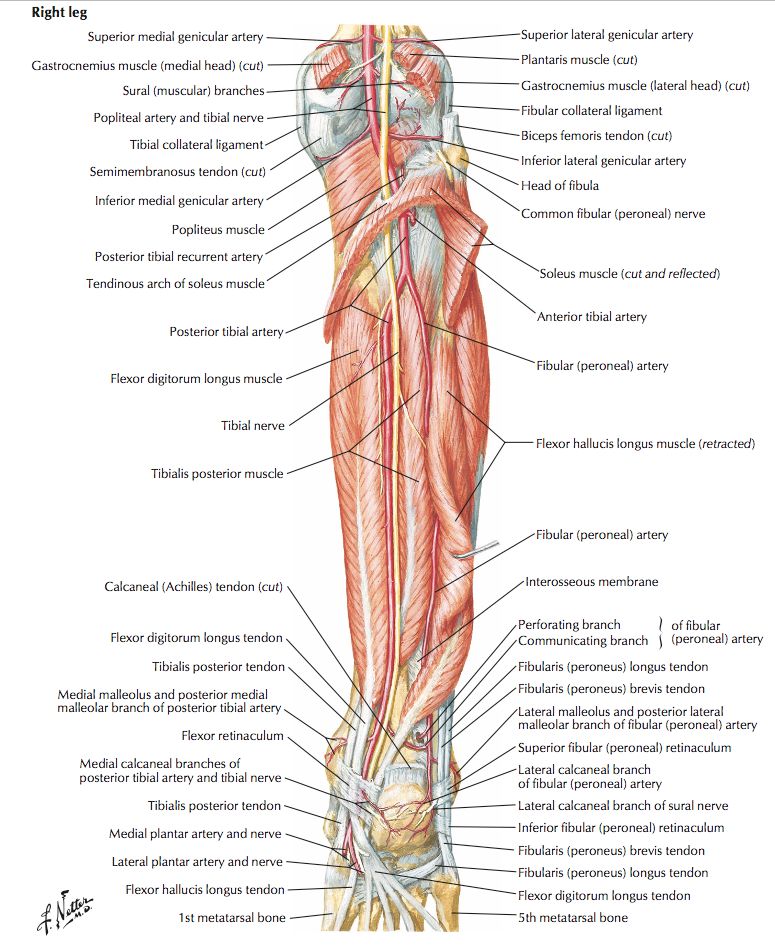 Right leg
Superior medial genicular artery
Gastrocnemius muscle (medial head) (cut)
Sural (muscular) branches
Popliteal artery and tibial nerve
Tibial collateral ligament
Semimembranosus tendon (cut)
Inferior medial genicular artery
Popliteus muscle
Posterior tibial recurrent artery
Tendinous arch of soleus muscle
Posterior tibial artery
Flexor digitorum longus muscle
Tibial nerve
Tibialis posterior muscle
Calcaneal (Achilles) tendon (cut)
Flexor digitorum longus tendon
Tibialis posterior tendon
Medial malleolus and posterior medial
malleolar branch of posterior tibial artery
Flexor retinaculum
Medial calcaneal branches of
posterior tibial artery and tibial nerve
Tibialis posterior tendon
Medial plantar artery and nerve
Lateral plantar artery and nerve
Flexor hallucis longus tendon
1st metatarsal bone
Superior lateral genicular artery
Plantaris muscle (cut)
Gastrocnemius muscle (lateral head) (cut)
Fibular collateral ligament
Biceps femoris tendon (cut)
Inferior lateral genicular artery
Head of fibula
Common fibular (peroneal) nerve
Soleus muscle (cut and reflected)
Anterior tibial artery
Fibular (peroneal) artery
Flexor hallucis longus muscle (retracted)
Fibular (peroneal) artery
Interosseous membrane
Perforating branch
Communicating branch
of fibular
(peroneal) artery
Fibularis (peroneus) longus tendon
Fibularis (peroneus) brevis tendon
Lateral malleolus and posterior lateral
malleolar branch of fibular (peroneal) artery
Superior fibular (peroneal) retinaculum
Lateral calcaneal branch
of fibular (peroneal) artery
Lateral calcaneal branch of sural nerve
Inferior fibular (peroneal) retinaculum
Fibularis (peroneus) brevis tendon
Fibularis (peroneus) longus tendon
Flexor digitorum longus tendon
5th metatarsal bone
F. Netter
M.D.